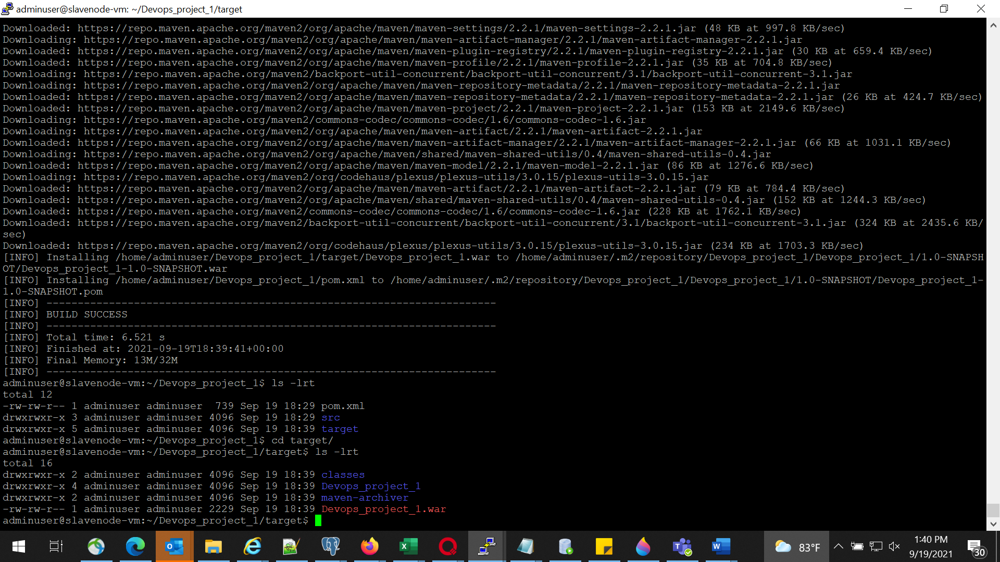 adminuser@slavenode-vm: ~/Devops_project_1/target
Downloaded: https://repo.maven.apache.org/maven2/org/apache/maven/maven-settings/2.2.1/maven-settings-2.2.1.jar (48 KB at 997.8 KB/sec)
Downloading: https://repo.maven.apache.org/maven2/org/apache/maven/maven-artifact-manager/2.2.1/maven-artifact-manager-2.2.1.jar
Downloaded: https://repo.maven.apache.org/maven2/org/apache/maven/maven-plugin-registry/2.2.1/maven-plugin-registry-2.2.1.jar (30 KB at 659.4 KB/sec)
Downloaded: https://repo.maven.apache.org/maven2/org/apache/maven/maven-profile/2.2.1/maven-profile-2.2.1.jar (35 KB at 704.8 KB/sec)
Downloading: https://repo.maven.apache.org/maven2/backport-util-concurrent/backport-util-concurrent/3.1/backport-util-concurrent-3.1.jar
Downloading: https://repo.maven.apache.org/maven2/org/apache/maven/maven-repository-metadata/2.2.1/maven-repository-metadata-2.2.1.jar
Downloaded: https://repo.maven.apache.org/maven2/org/apache/maven/maven-repository-metadata/2.2.1/maven-repository-metadata-2.2.1.jar (26 KB at 424.7 KB/sec)
Downloaded: https://repo.maven.apache.org/maven2/org/apache/maven/maven-project/2.2.1/maven-project-2.2.1.jar (153 KB at 2149.6 KB/sec)
Downloading: https://repo.maven.apache.org/maven2/commons-codec/commons-codec/1.6/commons-codec-1.6.jar
Downloading: https://repo.maven.apache.org/maven2/org/apache/maven/maven-artifact/2.2.1/maven-artifact-2.2.1.jar
Downloaded: https://repo.maven.apache.org/maven2/org/apache/maven/maven-artifact-manager/2.2.1/maven-artifact-manager-2.2.1.jar (66 KB at 1031.1 KB/sec)
Downloading: https://repo.maven.apache.org/maven2/org/apache/maven/shared/maven-shared-utils/0.4/maven-shared-utils-0.4.jar
Downloaded: https://repo.maven.apache.org/maven2/org/apache/maven/maven-model/2.2.1/maven-model-2.2.1.jar (86 KB at 1276.6 KB/sec)
Downloading: https://repo.maven.apache.org/maven2/org/codehaus/plexus/plexus-utils/3.0.15/plexus-utils-3.0.15.jar
Downloaded: https://repo.maven.apache.org/maven2/org/apache/maven/maven-artifact/2.2.1/maven-artifact-2.2.1.jar (79 KB at 784.4 KB/sec)
Downloaded: https://repo.maven.apache.org/maven2/org/apache/maven/shared/maven-shared-utils/0.4/maven-shared-utils-0.4.jar (152 KB at 1244.3 KB/sec)
Downloaded: https://repo.maven.apache.org/maven2/commons-codec/commons-codec/1.6/commons-codec-1.6.jar (228 KB at 1762.1 KB/sec)
Downloaded: https://repo.maven.apache.org/maven2/backport-util-concurrent/backport-util-concurrent/3.1/backport-util-concurrent-3.1.jar (324 KB at 2435.6 KB/
sec)
Downloaded: https://repo.maven.apache.org/maven2/org/codehaus/plexus/plexus-utils/3.0.15/plexus-utils-3.0.15.jar (234 KB at 1703.3 KB/sec)
[INFO] Installing /home/adminuser/Devops_project_1/target/Devops_project_1.war to /home/adminuser/.m2/repository/Devops_project_1/Devops_project_1/1.0-SNAPSH
OT/Devops_project_1-1.0-SNAPSHOT.war
[INFO] Installing /home/adminuser/Devops_project_1/pom.xml to /home/adminuser/.m2/repository/Devops_project_1/Devops_project_1/1.0-SNAPSHOT/Devops_project_1-
1.0-SNAPSHOT.pom
[INFO] ------------------------------------------------------------------------
[INFO] BUILD SUCCESS
[INFO] ------------------------------------------------------------------------
[INFO] Total time: 6.521 s
[INFO] Finished at: 2021-09-19T18:39:41+00:00
[INFO] Final Memory: 13M/32M
[INFO] ------------------------------------------------------------------------
adminuser@slavenode-vm:~/Devops_project_1$ ls -lrt
total 12
-rw-rw-r-- 1 adminuser adminuser  739 Sep 19 18:29 pom.xml
drwxrwxr-x 3 adminuser adminuser 4096 Sep 19 18:29 src
drwxrwxr-x 5 adminuser adminuser 4096 Sep 19 18:39 target
adminuser@slavenode-vm:~/Devops_project_1$ cd target/
adminuser@slavenode-vm:~/Devops_project_1/target$ ls -lrt
total 16
drwxrwxr-x 2 adminuser adminuser 4096 Sep 19 18:39 classes
drwxrwxr-x 4 adminuser adminuser 4096 Sep 19 18:39 Devops_project_1
drwxrwxr-x 2 adminuser adminuser 4096 Sep 19 18:39 maven-archiver
-rw-rw-r-- 1 adminuser adminuser 2229 Sep 19 18:39 Devops_project_1.war
adminuser@slavenode-vm:~/Devops_project_1/target$
83°F
1:40 PM
9/19/2021
30